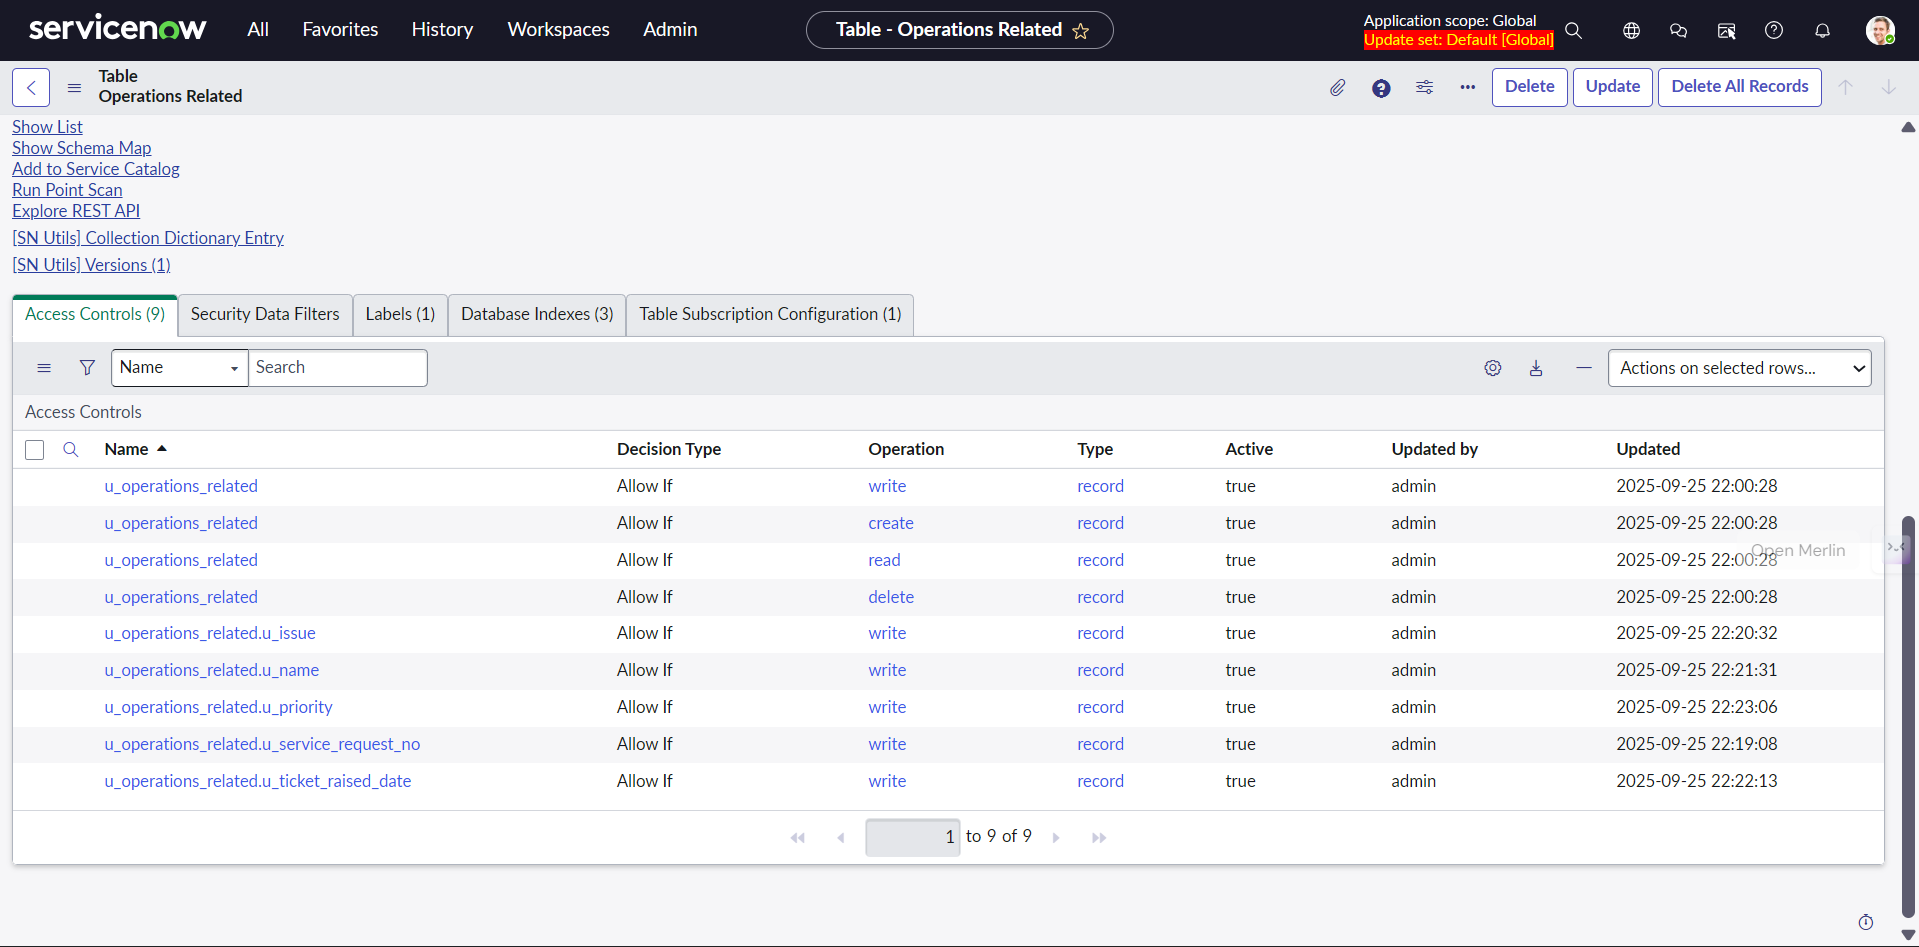 servicenow All Favorites History Workspaces Admin Table - Operations Related Application scope: Global
Update set: Default [Global]
Table
Operations Related Delete Update Delete All Records
Show List
Show Schema Map
Add to Service Catalog
Run Point Scan
Explore REST API
[SN Utils] Collection Dictionary Entry
[SN Utils] Versions (1)
Access Controls (9) Security Data Filters Labels (1) Database Indexes (3) Table Subscription Configuration (1)
Name Search Actions on selected rows...
Access Controls
Name Decision Type Operation Type Active Updated by Updated
u_operations_related Allow If write record true admin 2025-09-25 22:00:28
u_operations_related Allow If create record true admin 2025-09-25 22:00:28
Open Merlin
u_operations_related Allow If read record true admin 2025-09-25 22:00:28
u_operations_related Allow If delete record true admin 2025-09-25 22:00:28
u_operations_related.u_issue Allow If write record true admin 2025-09-25 22:20:32
u_operations_related.u_name Allow If write record true admin 2025-09-25 22:21:31
u_operations_related.u_priority Allow If write record true admin 2025-09-25 22:23:06
u_operations_related.u_service_request_no Allow If write record true admin 2025-09-25 22:19:08
u_operations_related.u_ticket_raised_date Allow If write record true admin 2025-09-25 22:22:13
1 to 9 of 9